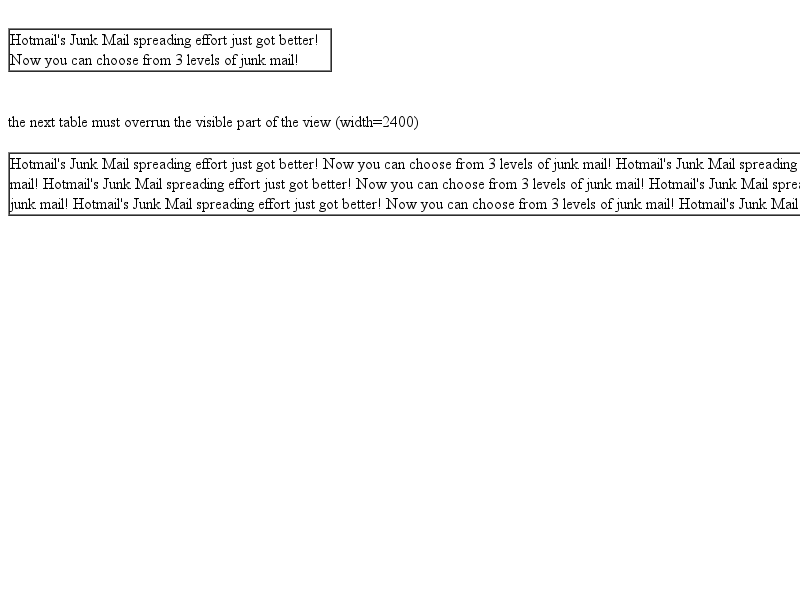 Hotmail's Junk Mail spreading effort just got better!
Now you can choose from 3 levels of junk mail!
the next table must overrun the visible part of the view (width=2400)
Hotmail's Junk Mail spreading effort just got better! Now you can choose from 3 levels of junk mail! Hotmail's Junk Mail spreading
mail! Hotmail's Junk Mail spreading effort just got better! Now you can choose from 3 levels of junk mail! Hotmail's Junk Mail sprea
junk mail! Hotmail's Junk Mail spreading effort just got better! Now you can choose from 3 levels of junk mail! Hotmail's Junk Mail